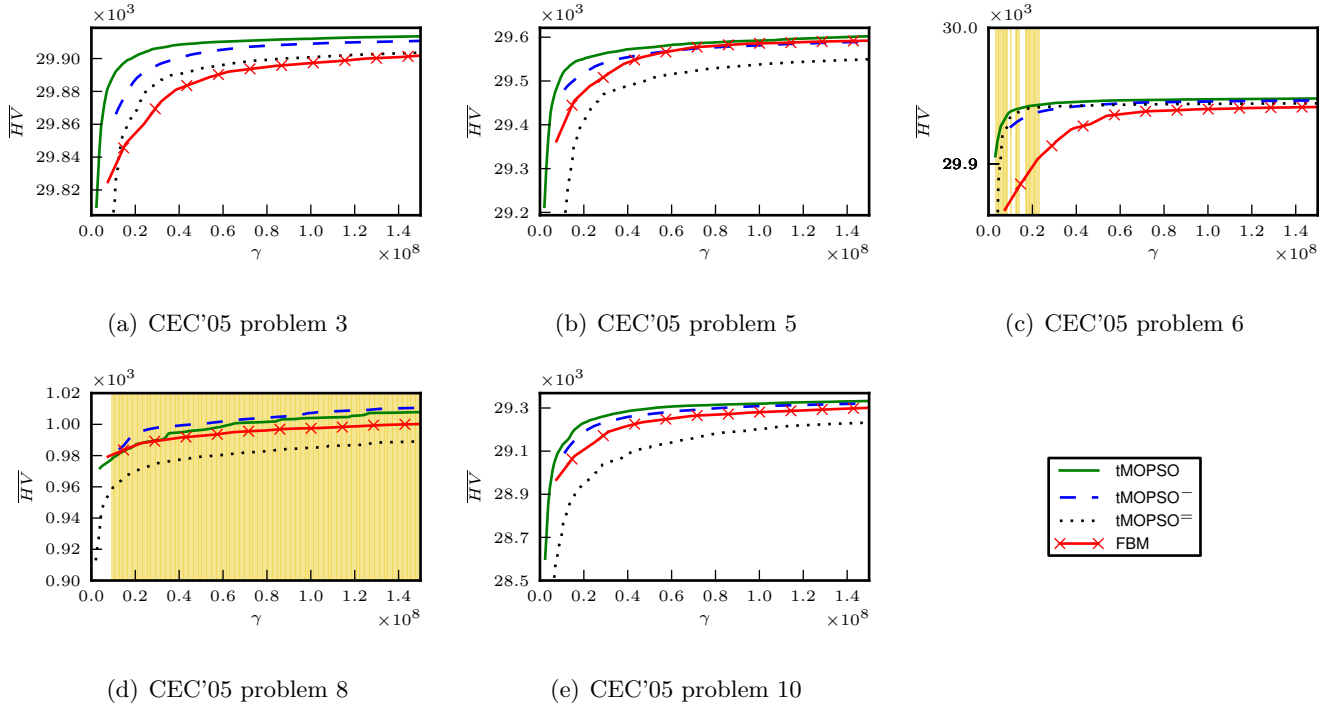 ×10³
29.90
29.88
29.86
29.84
29.82
HV
0.0 0.2 0.4 0.6 0.8 1.0 1.2 1.4
γ
×10⁸
(a) CEC'05 problem 3
×10³
29.6
29.5
29.4
29.3
29.2
HV
0.0 0.2 0.4 0.6 0.8 1.0 1.2 1.4
γ
×10⁸
(b) CEC'05 problem 5
×10³
30.0
29.9
HV
0.0 0.2 0.4 0.6 0.8 1.0 1.2 1.4
γ
×10⁸
(c) CEC'05 problem 6
×10³
1.02
1.00
0.98
0.96
0.94
0.92
0.90
HV
0.0 0.2 0.4 0.6 0.8 1.0 1.2 1.4
γ
×10⁸
(d) CEC'05 problem 8
×10³
29.3
29.1
28.9
28.7
28.5
HV
0.0 0.2 0.4 0.6 0.8 1.0 1.2 1.4
γ
×10⁸
(e) CEC'05 problem 10
tMOPSO
tMOPSO⁻
tMOPSO⁼
FBM